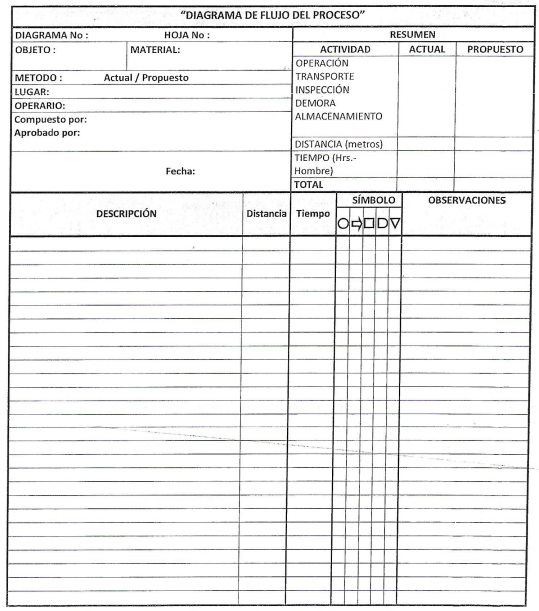 "DIAGRAMA DE FLUJO DEL PROCESO"
DIAGRAMA No : HOJA No : RESUMEN
OBJETO : MATERIAL: ACTIVIDAD ACTUAL PROPUESTO
OPERACIÓN
METODO : Actual / Propuesto TRANSPORTE
LUGAR: INSPECCIÓN
OPERARIO: DEMORA
Compuesto por: ALMACENAMIENTO
Aprobado por:
DISTANCIA (metros)
Fecha: TIEMPO (Hrs.-
Hombre)
TOTAL
DESCRIPCIÓN Distancia Tiempo SÍMBOLO OBSERVACIONES